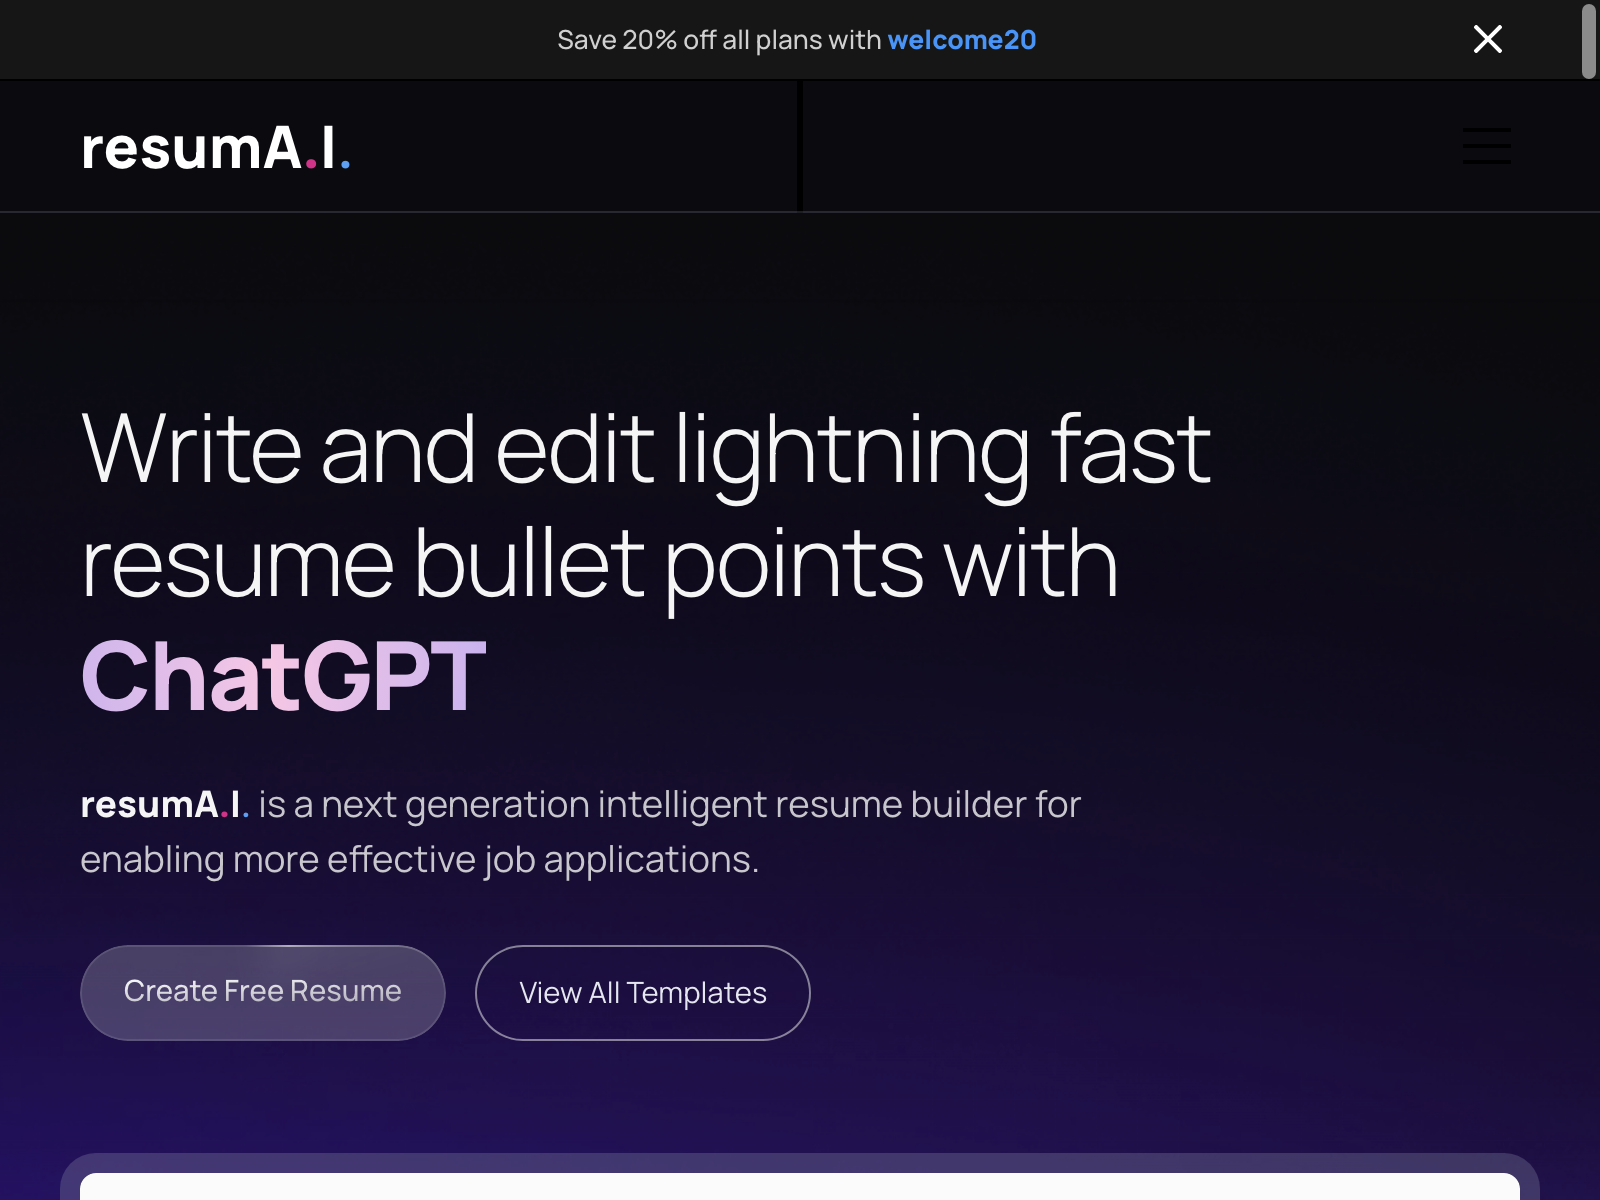 Save 20% off all plans with welcome20
resumA.I.
Write and edit lightning fast
resume bullet points with
ChatGPT
resumA.I. is a next generation intelligent resume builder for
enabling more effective job applications.
Create Free Resume
View All Templates